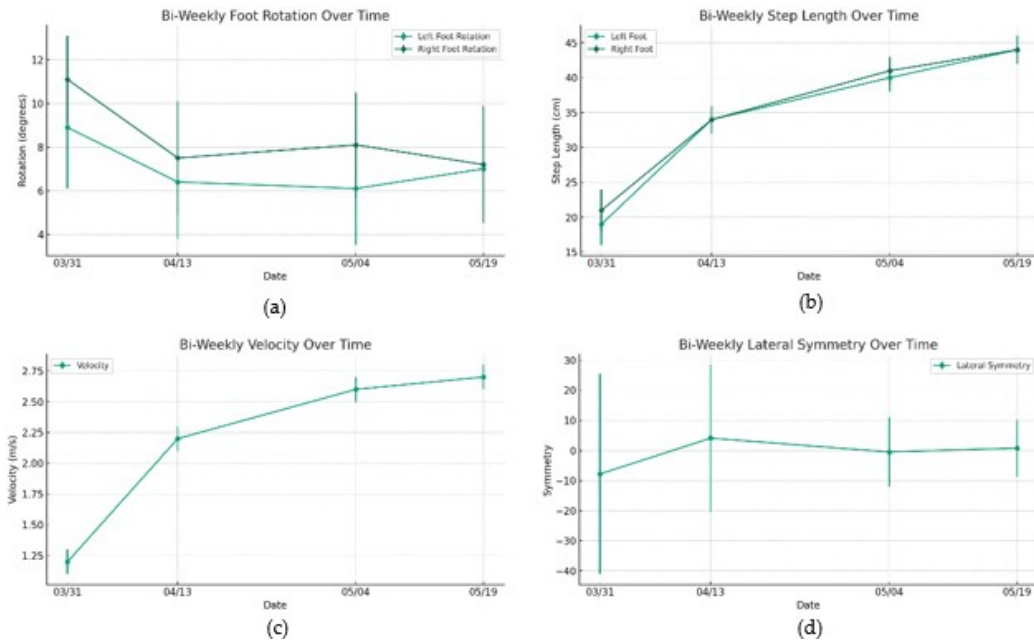 Bi-Weekly Foot Rotation Over Time
Left Foot Rotation
Right Foot Rotation
12
10
8
6
4
Rotation (degrees)
03/31 04/13 05/04 05/19
Date
(a)
Bi-Weekly Step Length Over Time
Left Foot
Right Foot
45
40
35
30
25
20
15
Step Length (cm)
03/31 04/13 05/04 05/19
Date
(b)
Bi-Weekly Velocity Over Time
Velocity
2.75
2.50
2.25
2.00
1.75
1.50
1.25
Velocity (m/s)
03/31 04/13 05/04 05/19
Date
(c)
Bi-Weekly Lateral Symmetry Over Time
Lateral Symmetry
30
20
10
0
−10
−20
−30
−40
Symmetry
03/31 04/13 05/04 05/19
Date
(d)